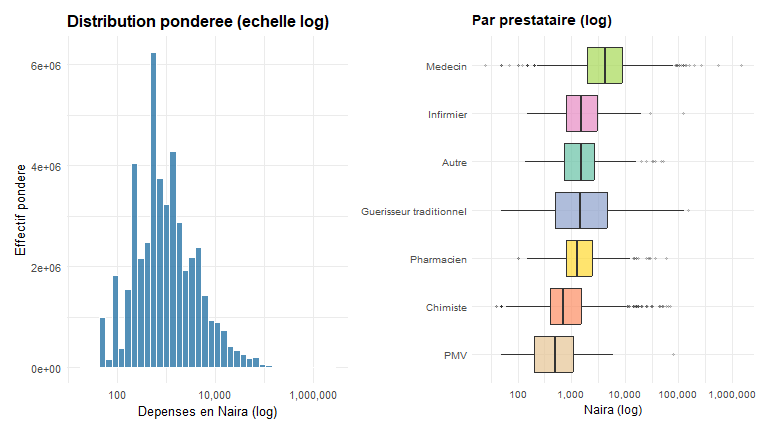 Distribution ponderee (echelle log)
Effectif pondere
6e+06
4e+06
2e+06
0e+00
100
10,000
1,000,000
Depenses en Naira (log)
Par prestataire (log)
Medecin
Infirmier
Autre
Guerisseur traditionnel
Pharmacien
Chimiste
PMV
100
1,000
10,000
100,000
1,000,000
Naira (log)